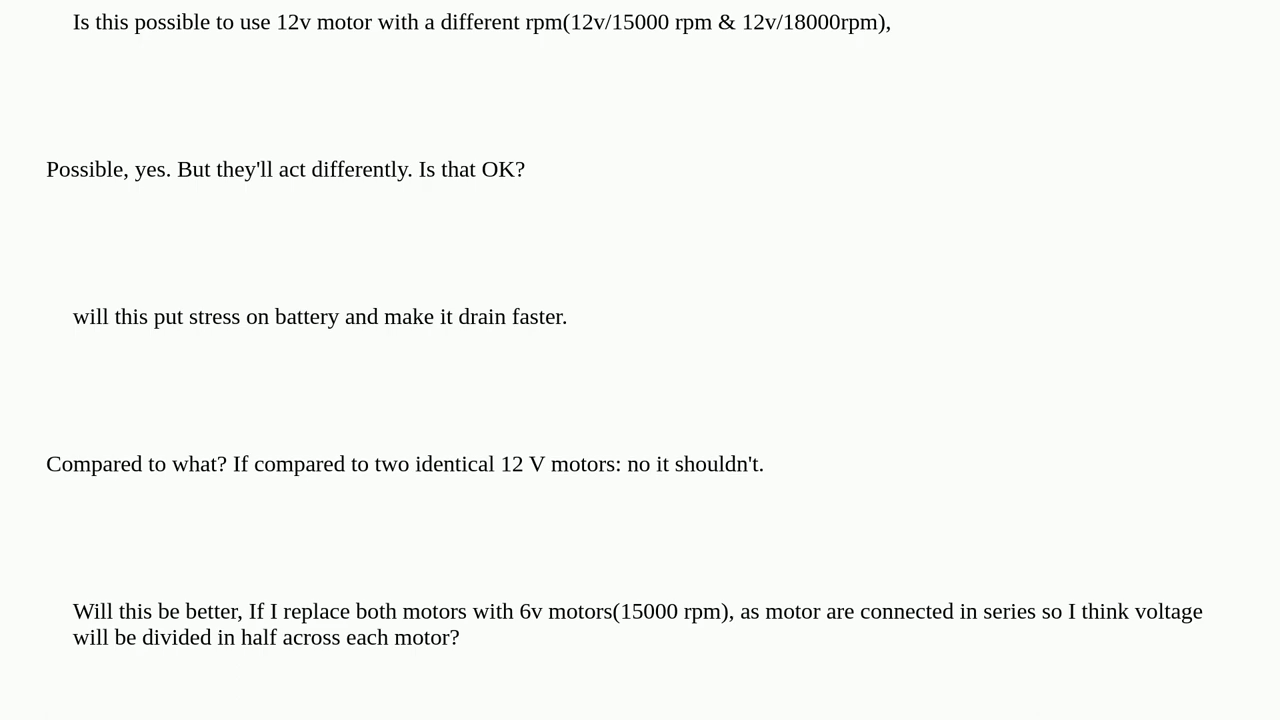 Is this possible to use 12v motor with a different rpm(12v/15000 rpm & 12v/18000rpm),
Possible, yes. But they'll act differently. Is that OK?
will this put stress on battery and make it drain faster.
Compared to what? If compared to two identical 12 V motors: no it shouldn't.
Will this be better, If I replace both motors with 6v motors(15000 rpm), as motor are connected in series so I think voltage
will be divided in half across each motor?